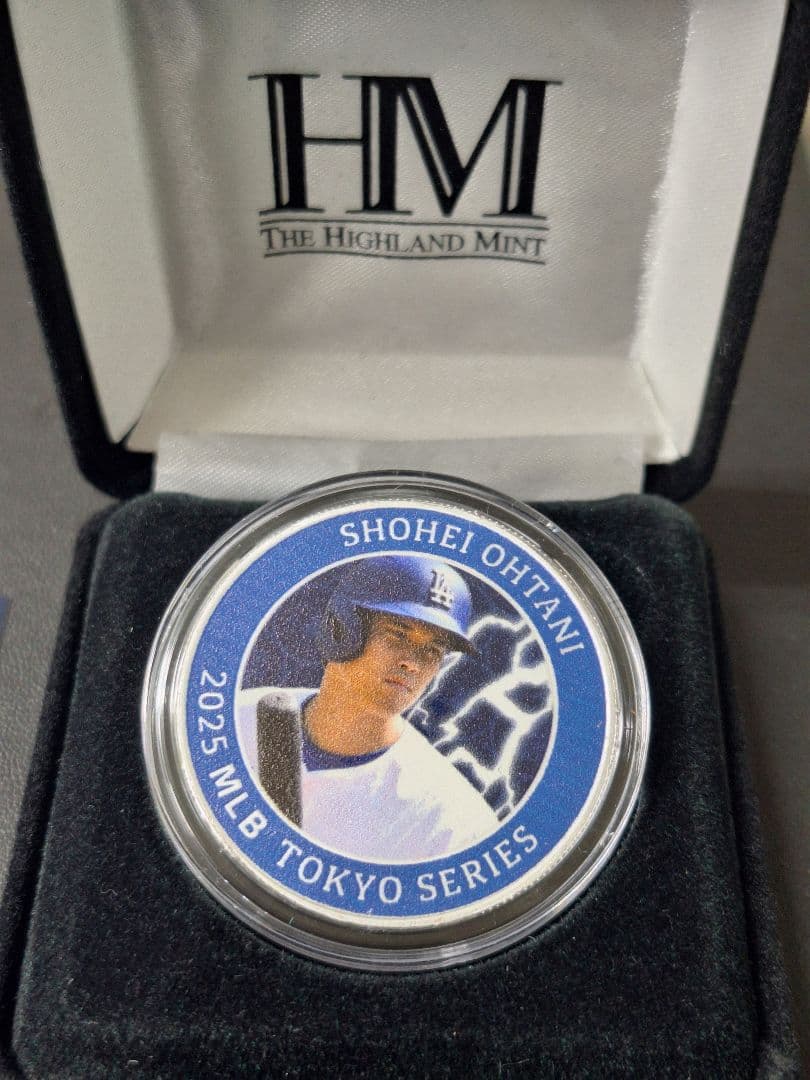 HM
THE HIGHLAND MINT
SHOHEI OHTANI
LA
2025 MLB TOKYO SERIES